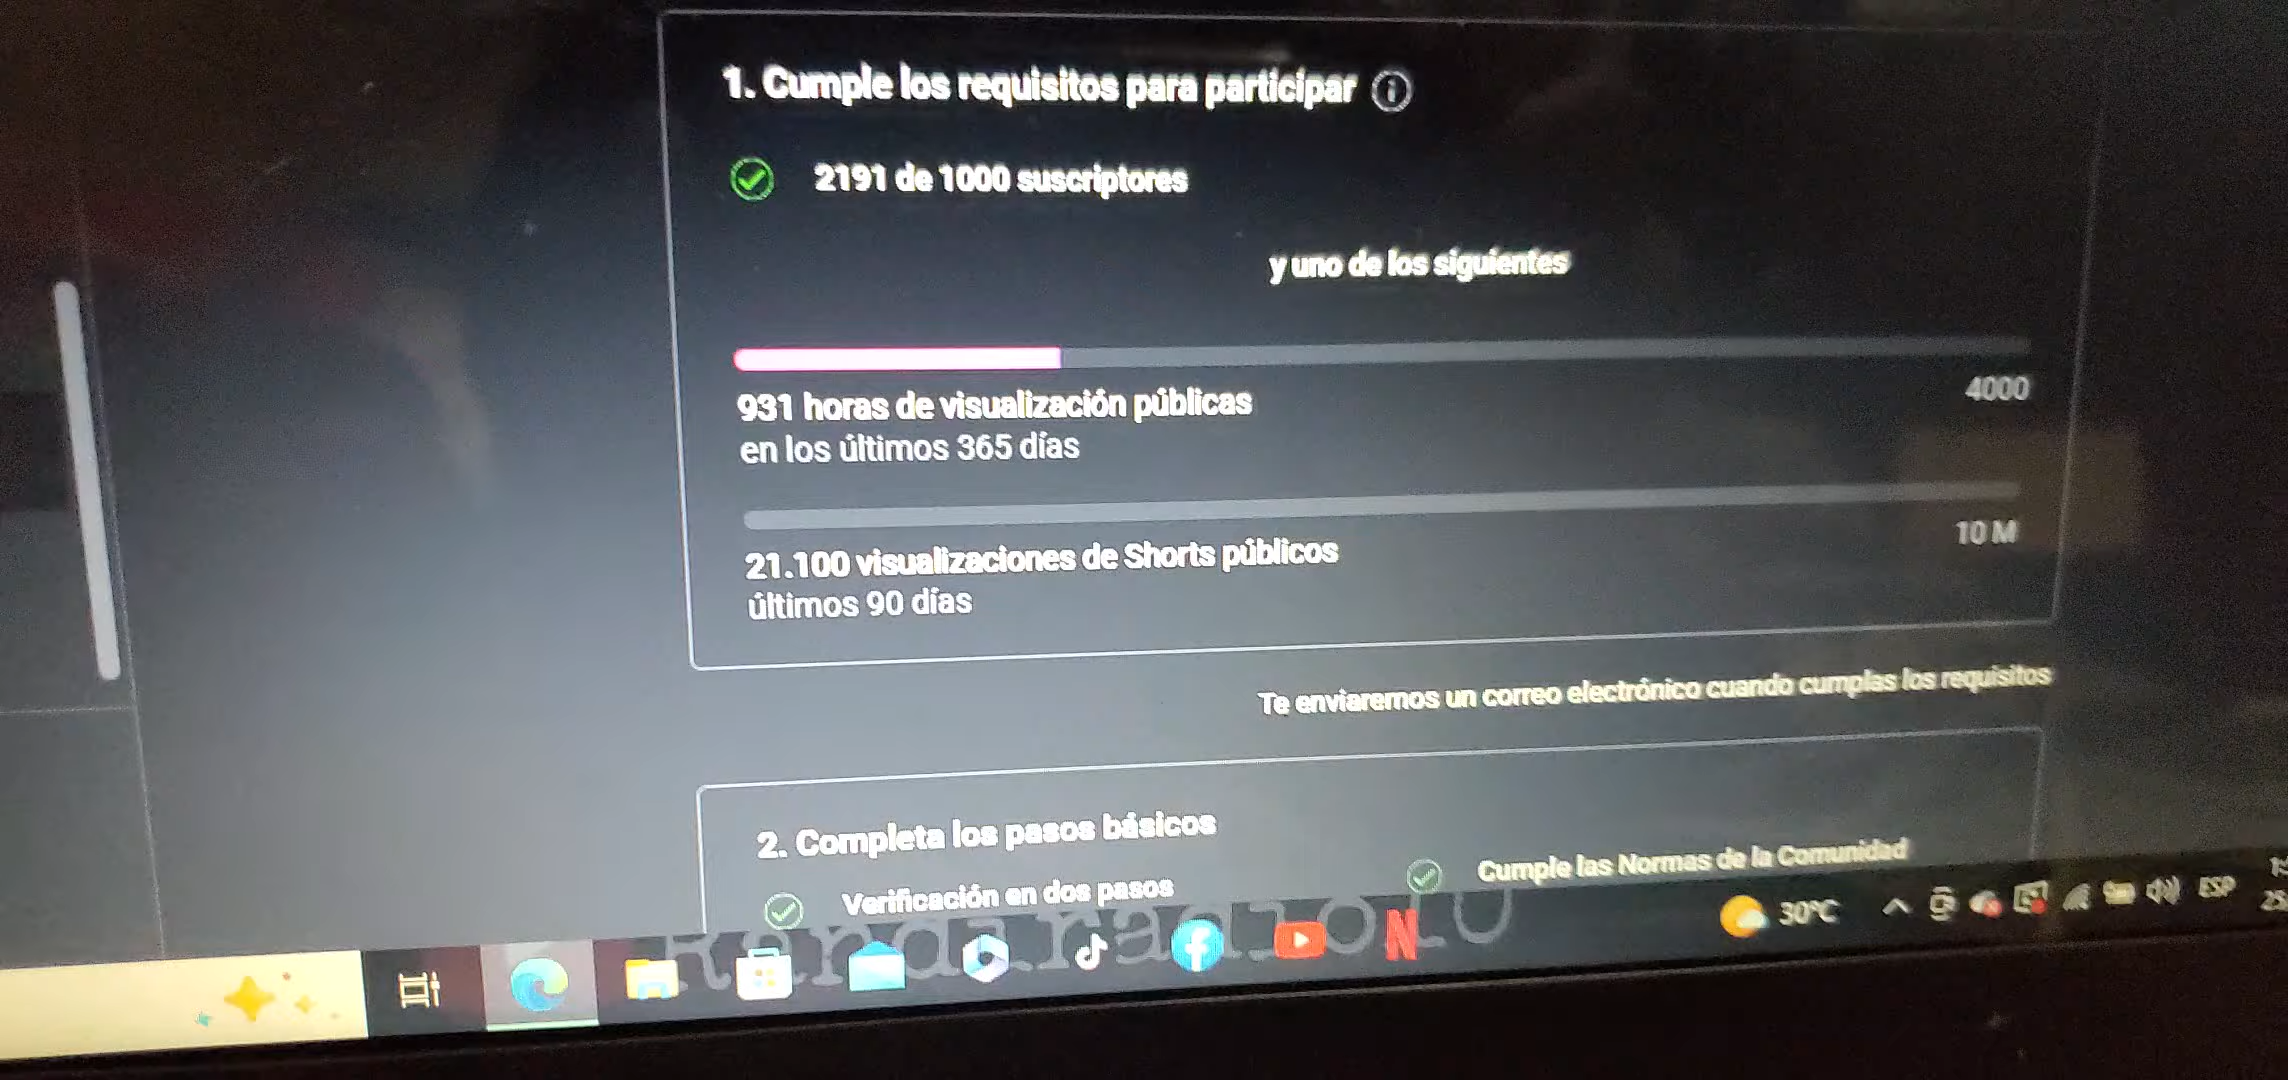 1. Cumple los requisitos para participar
2191 de 1000 suscriptores
y uno de los siguientes
4000
931 horas de visualización públicas
en los últimos 365 días
10 M
21.100 visualizaciones de Shorts públicos
últimos 90 días
Te enviaremos un correo electrónico cuando cumplas los requisitos
2. Completa los pasos básicos
Verificación en dos pasos
Cumple las Normas de la Comunidad
30°C
ESP